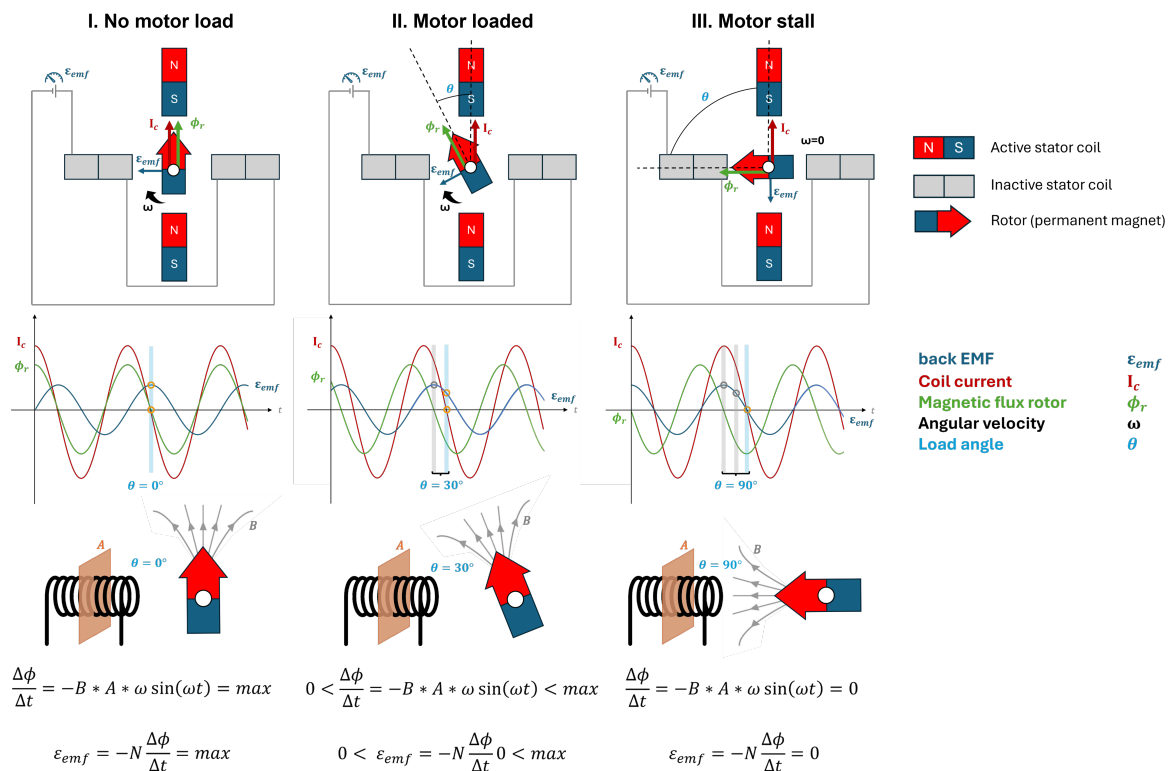 I. No motor load
II. Motor loaded
III. Motor stall
ε_emf
N
S
I_c
ϕ_r
ε_emf
ω
N
S
ε_emf
N
S
θ
I_c
ϕ_r
ε_emf
ω
N
S
ε_emf
N
S
θ
I_c
ω=0
ϕ_r
ε_emf
N
S
N S Active stator coil
Inactive stator coil
Rotor (permanent magnet)
I_c
ϕ_r
ε_emf
t
θ = 0°
I_c
ϕ_r
ε_emf
t
θ = 30°
I_c
ϕ_r
ε_emf
t
θ = 90°
back EMF ε_emf
Coil current I_c
Magnetic flux rotor ϕ_r
Angular velocity ω
Load angle θ
A
θ = 0°
B
A
θ = 30°
B
A
θ = 90°
B
Δϕ/Δt = −B ∗ A ∗ ω sin(ωt) = max
0 < Δϕ/Δt = −B ∗ A ∗ ω sin(ωt) < max
Δϕ/Δt = −B ∗ A ∗ ω sin(ωt) = 0
ε_emf = −N Δϕ/Δt = max
0 < ε_emf = −N Δϕ/Δt 0 < max
ε_emf = −N Δϕ/Δt = 0